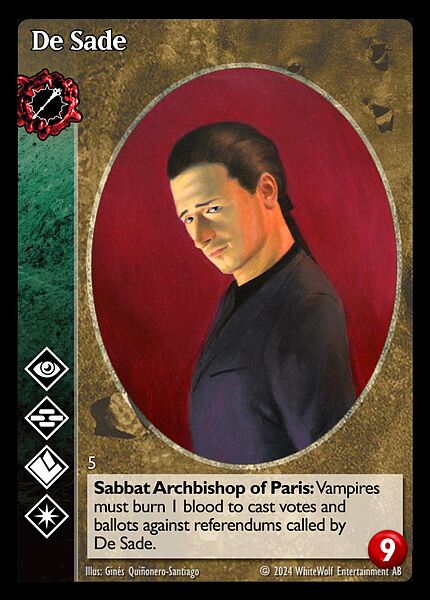 De Sade
5
Sabbat Archbishop of Paris: Vampires
must burn 1 blood to cast votes and
ballots against referendums called by
De Sade.
9
Illus: Ginés Quiñonero-Santiago © 2024 WhiteWolf Entertainment AB